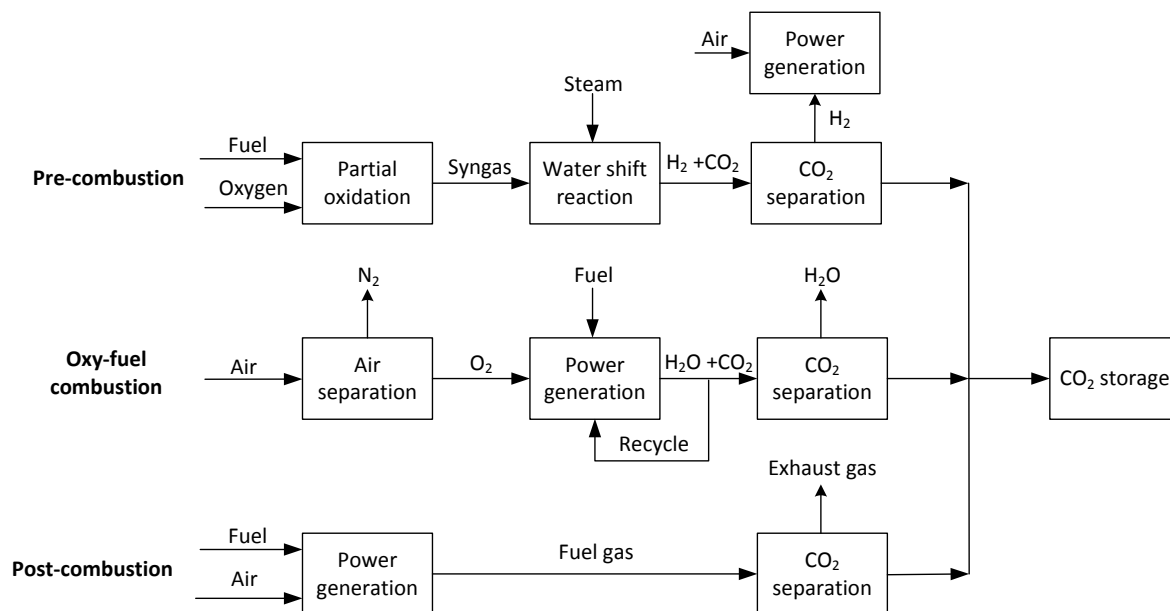 Air
Power
generation
Steam
H₂
Pre-combustion
Fuel
Oxygen
Partial
oxidation
Syngas
Water shift
reaction
H₂ +CO₂
CO₂
separation
N₂
Fuel
H₂O
Oxy-fuel
combustion
Air
Air
separation
O₂
Power
generation
H₂O +CO₂
CO₂
separation
CO₂ storage
Recycle
Exhaust gas
Post-combustion
Fuel
Air
Power
generation
Fuel gas
CO₂
separation